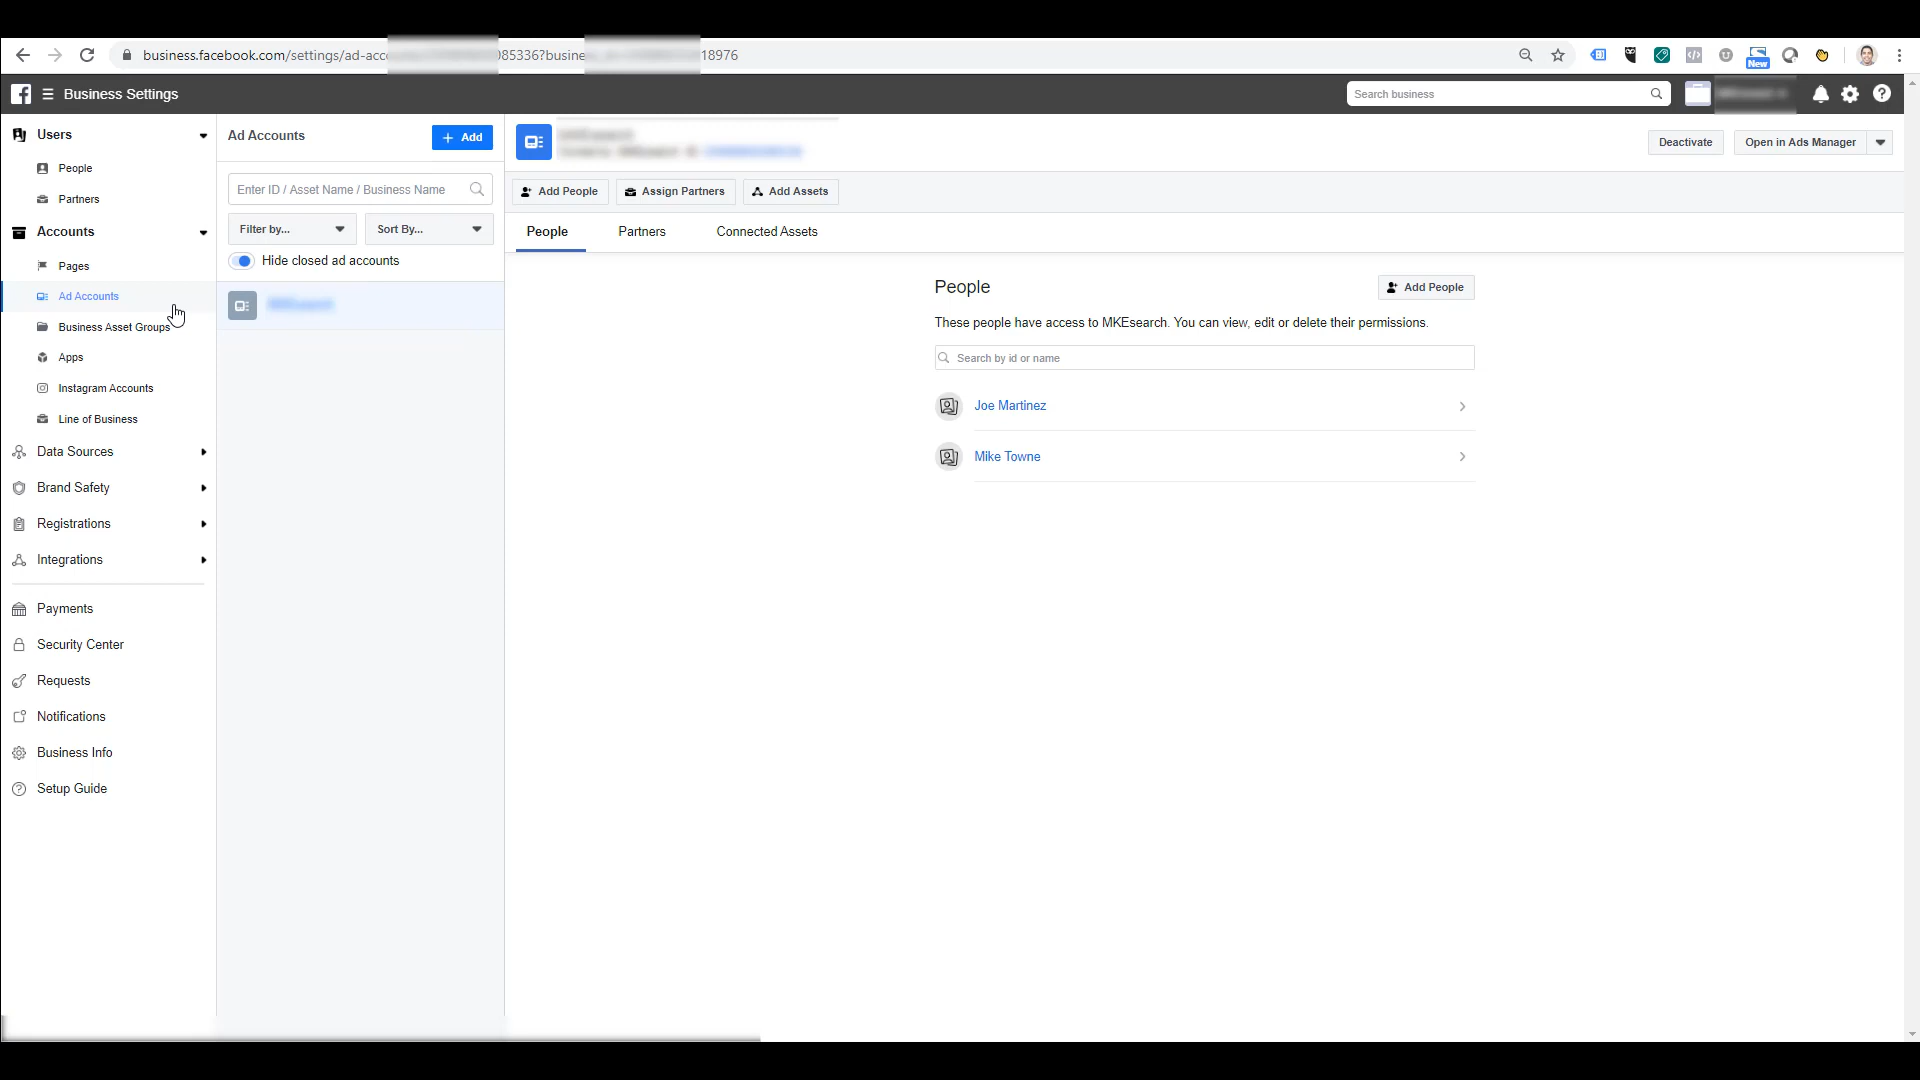 business.facebook.com/settings/ad-acc 085336?busine 18976
New
Business Settings
Search business
Users
People
Partners
Accounts
Pages
Ad Accounts
Business Asset Groups
Apps
Instagram Accounts
Line of Business
Data Sources
Brand Safety
Registrations
Integrations
Payments
Security Center
Requests
Notifications
Business Info
Setup Guide
Ad Accounts
+ Add
Enter ID / Asset Name / Business Name
Filter by...
Sort By...
Hide closed ad accounts
Deactivate
Open in Ads Manager
Add People
Assign Partners
Add Assets
People
Partners
Connected Assets
People
Add People
These people have access to MKEsearch. You can view, edit or delete their permissions.
Search by id or name
Joe Martinez
Mike Towne